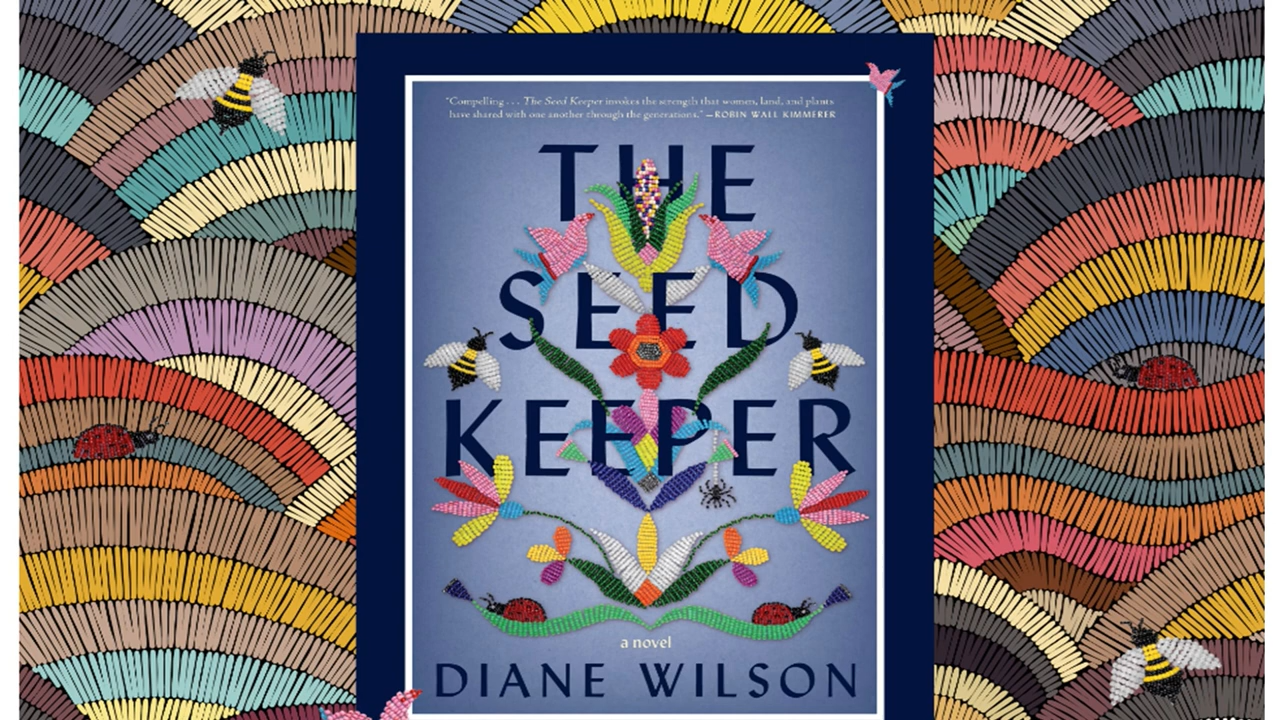 "Compelling . . . The Seed Keeper invokes the strength that women, land, and plants
have shared with one another through the generations." —ROBIN WALL KIMMERER
THE
SEED
KEEPER
a novel
DIANE WILSON